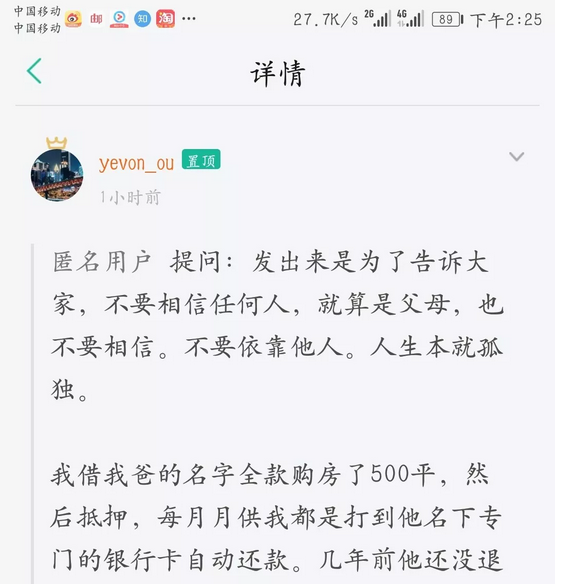 中国移动
中国移动
邮
知
淘
27.7K/s 2G 4G 89 下午2:25
详情
yevon_ou 置顶
1小时前
匿名用户 提问：发出来是为了告诉大
家，不要相信任何人，就算是父母，也
不要相信。不要依靠他人。人生本就孤
独。
我借我爸的名字全款购房了500平，然
后抵押，每月月供我都是打到他名下专
门的银行卡自动还款。几年前他还没退